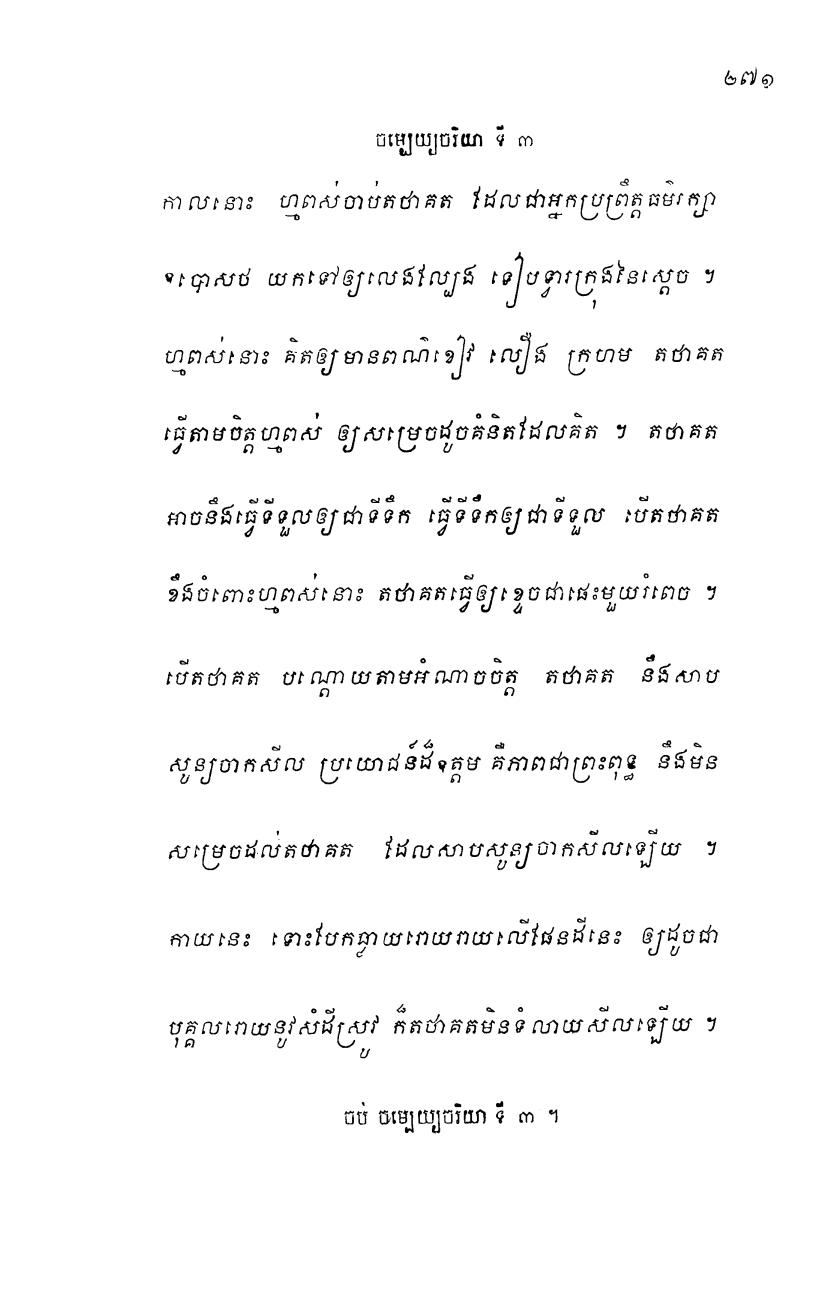 ២៧១
ចម្បេយ្យចរិយា ទី ៣
កាលនោះ ហ្មពស់ចាប់តថាគត ដែលជាអ្នកប្រព្រឹត្តធម៌រក្សា
ឧបោសថ យកទៅឲ្យលេងល្បែង ទៀបទ្វារក្រុងនៃស្តេច ។
ហ្មពស់នោះ គិតឲ្យមានពណ៌ខៀវ លឿង ក្រហម តថាគត
ធ្វើតាមចិត្តហ្មពស់ ឲ្យសម្រេចដូចគំនិតដែលគិត ។ តថាគត
អាចនឹងធ្វើទីទួលឲ្យជាទីទឹក ធ្វើទីទឹកឲ្យជាទីទួល បើតថាគត
ខឹងចំពោះហ្មពស់នោះ តថាគតធ្វើឲ្យខ្ទេចជាផេះមួយរំពេច ។
បើតថាគត បណ្តោយតាមអំណាចចិត្ត តថាគត នឹងសាប
សូន្យចាកសីល ប្រយោជន៍ដ៏ឧត្តម គឺភាពជាព្រះពុទ្ធ នឹងមិន
សម្រេចដល់តថាគត ដែលសាបសូន្យចាកសីលឡើយ ។
កាយនេះ ទោះបែកធ្លាយរោយរាយលើផែនដីនេះ ឲ្យដូចជា
បុគ្គលរោយនូវសំដីស្រូវ ក៏តថាគតមិនទំលាយសីលឡើយ ។
ចប់ ចម្បេយ្យចរិយា ទី ៣ ។